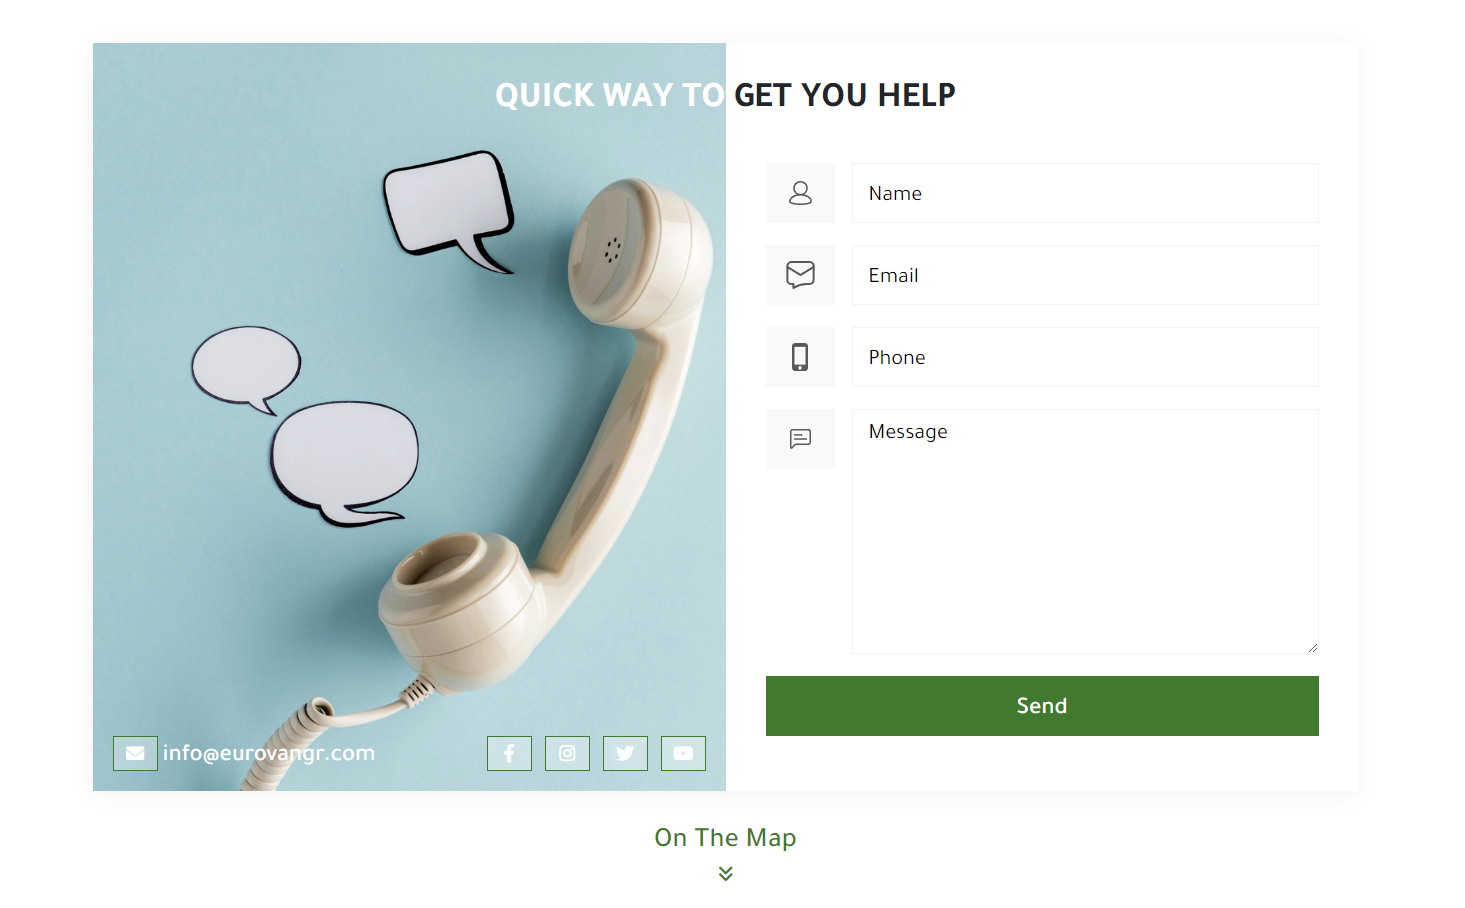 QUICK WAY TO GET YOU HELP
Name
Email
Phone
Message
Send
info@eurovangr.com
On The Map